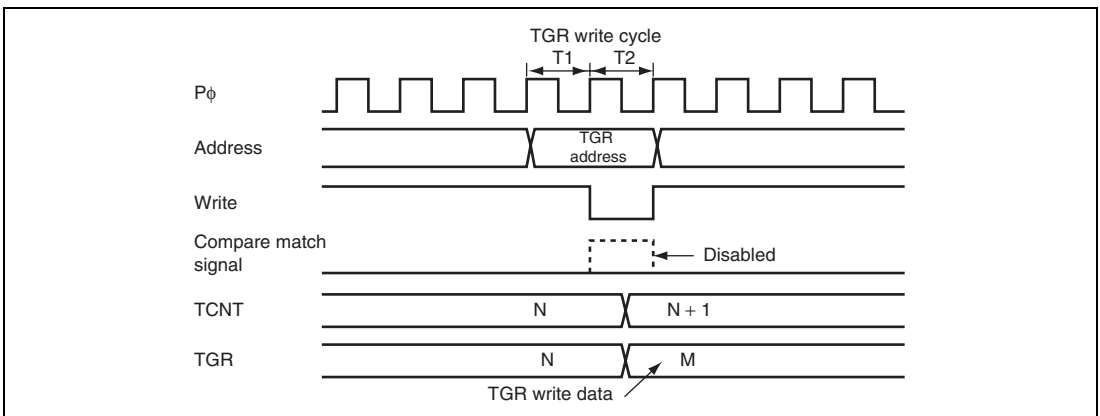 TGR write cycle
T1 T2
Pφ
Address
TGR
address
Write
Compare match
signal
Disabled
TCNT
N
N + 1
TGR
N
M
TGR write data